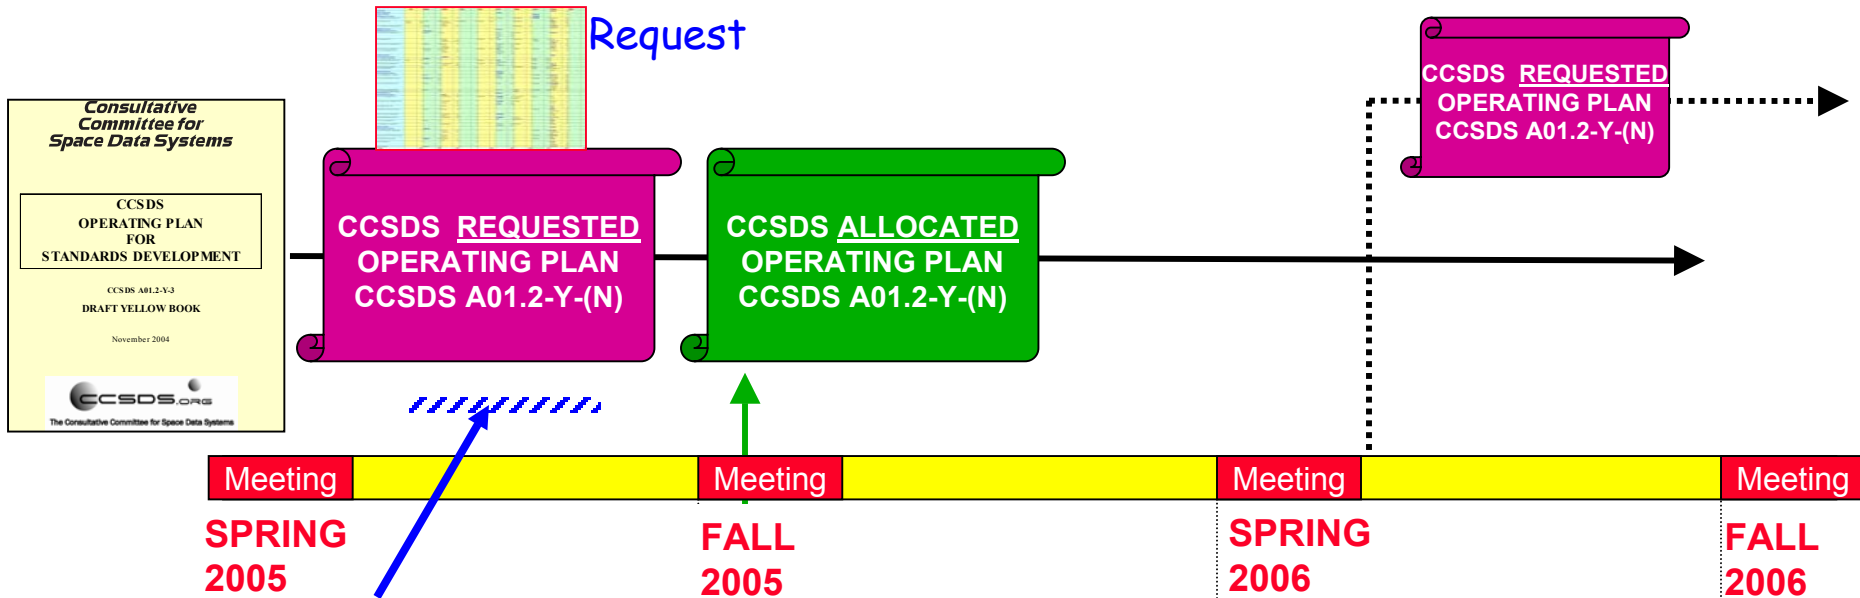 Request
Consultative
Committee for
Space Data Systems
CCSDS
OPERATING PLAN
FOR
STANDARDS DEVELOPMENT
CCSDS A01.2-Y-3
DRAFT YELLOW BOOK
November 2004
CCSDS.ORG
The Consultative Committee for Space Data Systems
CCSDS REQUESTED
OPERATING PLAN
CCSDS A01.2-Y-(N)
CCSDS ALLOCATED
OPERATING PLAN
CCSDS A01.2-Y-(N)
CCSDS REQUESTED
OPERATING PLAN
CCSDS A01.2-Y-(N)
Meeting
Meeting
Meeting
Meeting
SPRING
2005
FALL
2005
SPRING
2006
FALL
2006